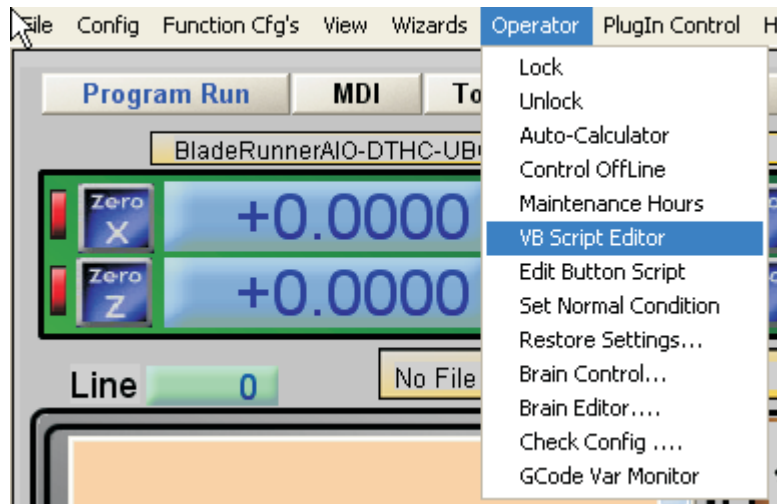 File Config Function Cfg's View Wizards Operator PlugIn Control
Program Run MDI
BladeRunnerAIO-DTHC-UB
Zero X +0.0000
Zero Z +0.0000
Line 0 No File
Lock
Unlock
Auto-Calculator
Control OffLine
Maintenance Hours
VB Script Editor
Edit Button Script
Set Normal Condition
Restore Settings...
Brain Control...
Brain Editor....
Check Config ....
GCode Var Monitor